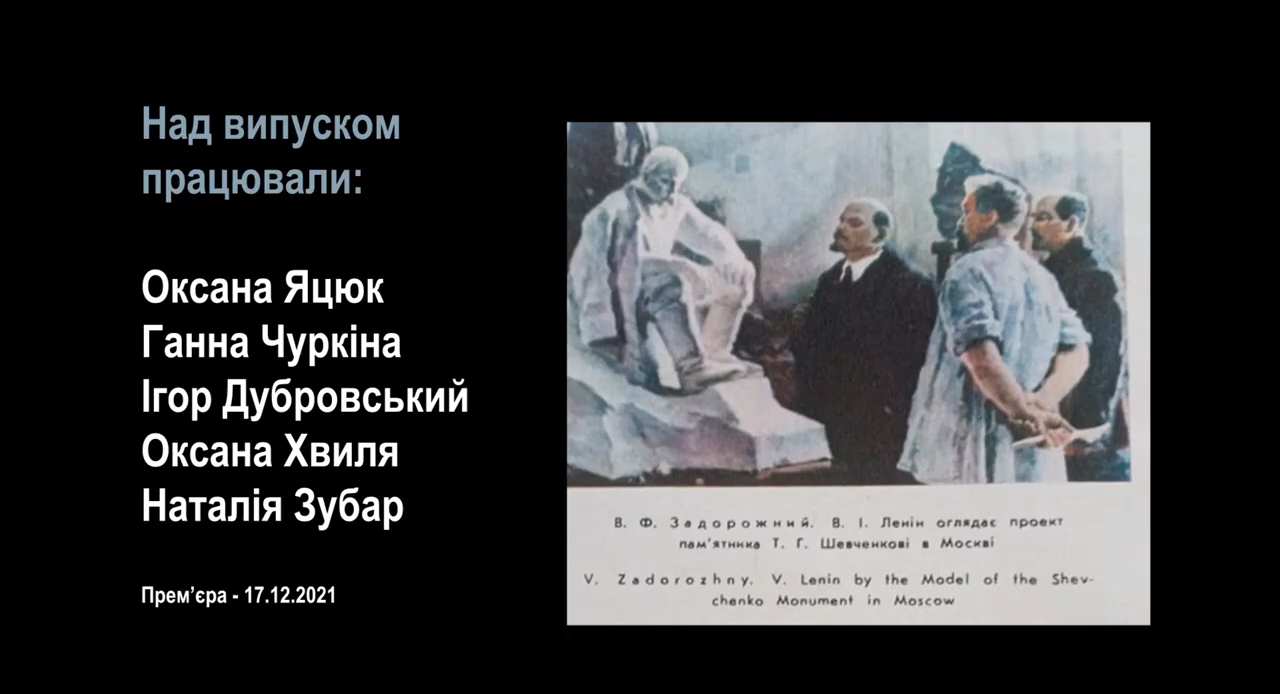 Над випуском
працювали:
Оксана Яцюк
Ганна Чуркіна
Ігор Дубровський
Оксана Хвиля
Наталія Зубар
Прем’єра - 17.12.2021
В. Ф. Задорожний. В. І. Ленін оглядає проект
пам'ятника Т. Г. Шевченкові в Москві
V. Zadorozhny. V. Lenin by the Model of the Shev-
chenko Monument in Moscow